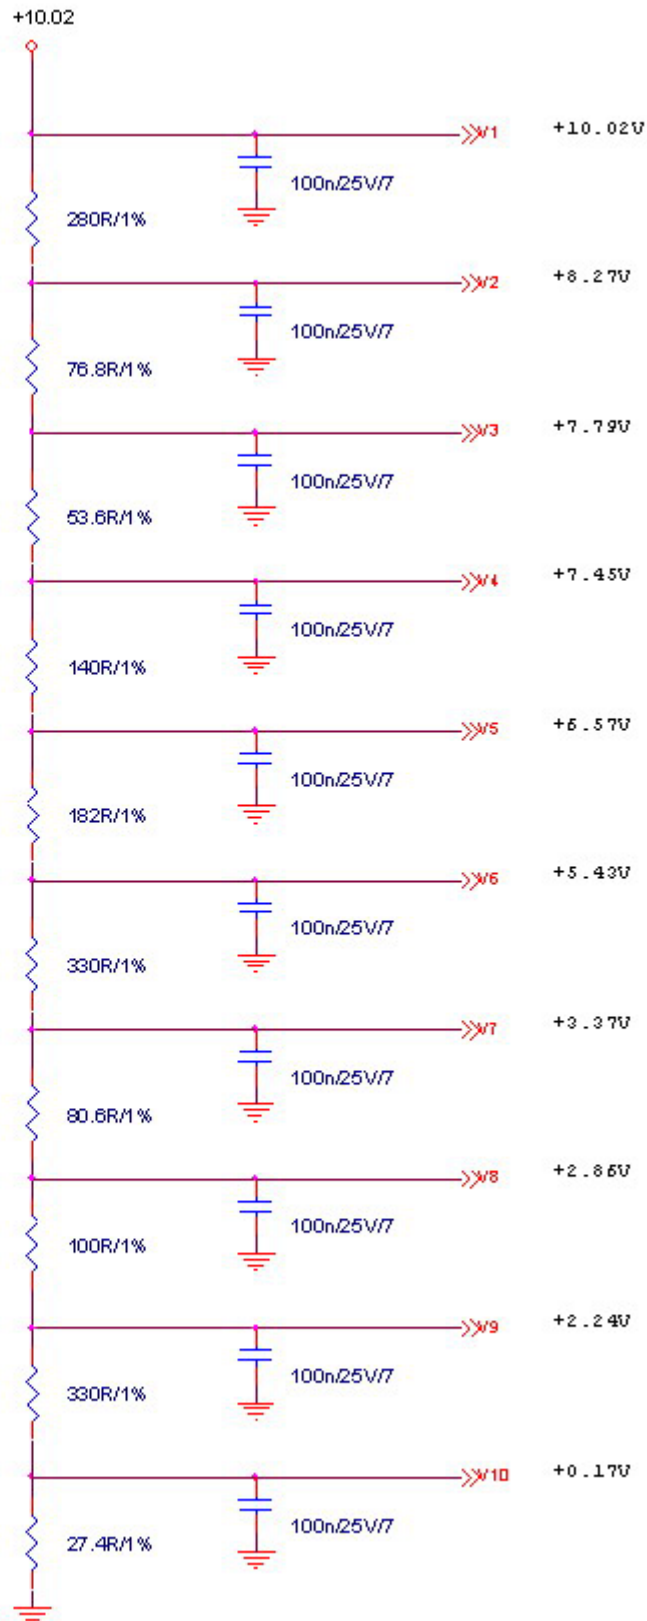 +10.02
V1 +10.02V
100n/25V/7
280R/1%
V2 +8.27V
100n/25V/7
76.8R/1%
V3 +7.79V
100n/25V/7
53.6R/1%
V4 +7.45V
100n/25V/7
140R/1%
V5 +6.57V
100n/25V/7
182R/1%
V6 +5.43V
100n/25V/7
330R/1%
V7 +3.37V
100n/25V/7
80.6R/1%
V8 +2.86V
100n/25V/7
100R/1%
V9 +2.24V
100n/25V/7
330R/1%
V10 +0.17V
100n/25V/7
27.4R/1%